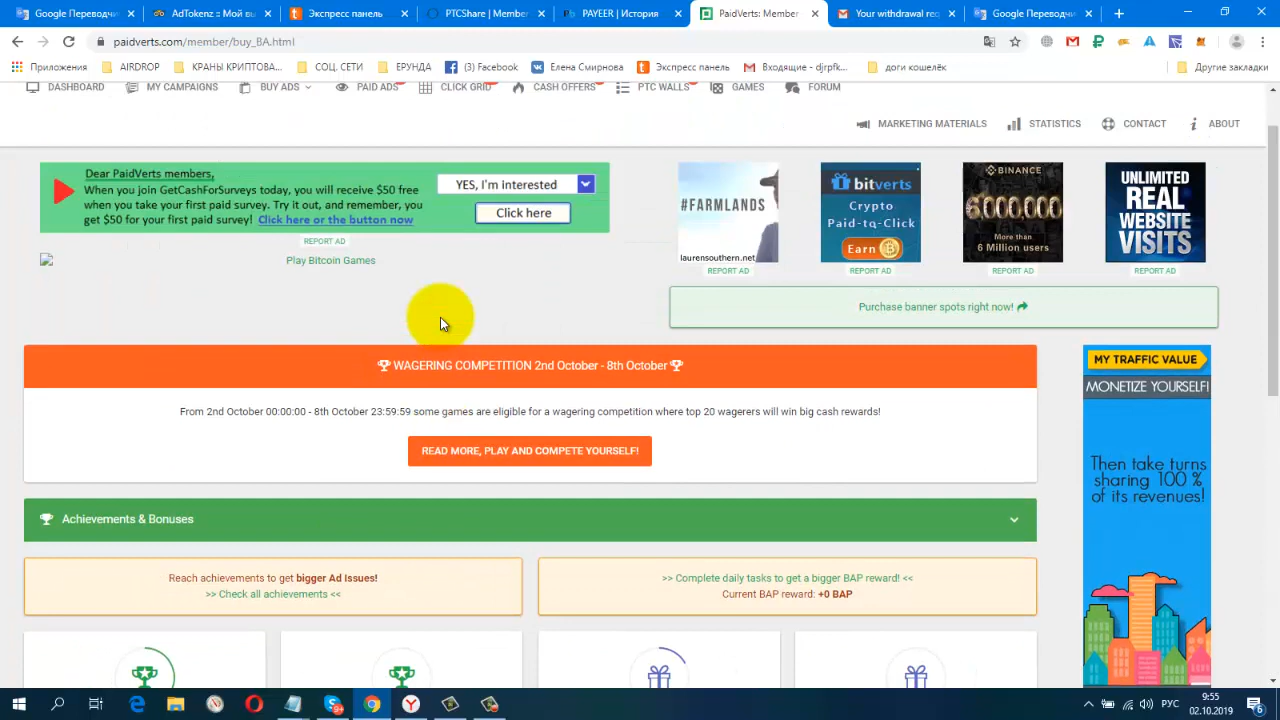 Google Переводч
AdTokenz :: Мой в
Экспресс панель
PTCShare | Member
PAYEER | История
PaidVerts: Member
Your withdrawal req
Google Переводчи
paidverts.com/member/buy_BA.html
Приложения
AIRDROP
КРАНЫ КРИПТОВА...
СОЦ. СЕТИ
ЕРУНДА
(3) Facebook
Елена Смирнова
Экспресс панель
Входящие - djrpfk...
доги кошелёк
Другие закладки
DASHBOARD
MY CAMPAIGNS
BUY ADS
PAID ADS
CLICK GRID
CASH OFFERS
PTC WALLS
GAMES
FORUM
MARKETING MATERIALS
STATISTICS
CONTACT
ABOUT
Dear PaidVerts members,
When you join GetCashForSurveys today, you will receive $50 free
when you take your first paid survey! Try it out, and remember, you
get $50 for your first paid survey! Click here or the button now
YES, I'm interested
Click here
REPORT AD
Play Bitcoin Games
#FARMLANDS
laurensouthern.net
REPORT AD
bitverts
Crypto
Paid-to-Click
Earn
REPORT AD
BINANCE
6000000
More than
6 Million users
REPORT AD
UNLIMITED
REAL
WEBSITE
VISITS
REPORT AD
Purchase banner spots right now!
WAGERING COMPETITION 2nd October - 8th October
From 2nd October 00:00:00 - 8th October 23:59:59 some games are eligible for a wagering competition where top 20 wagerers will win big cash rewards!
READ MORE, PLAY AND COMPETE YOURSELF!
MY TRAFFIC VALUE
MONETIZE YOURSELF!
Then take turns
sharing 100 %
of its revenues!
Achievements & Bonuses
Reach achievements to get bigger Ad Issues!
>> Check all achievements <<
>> Complete daily tasks to get a bigger BAP reward! <<
Current BAP reward: +0 BAP
РУС
9:55
02.10.2019
6